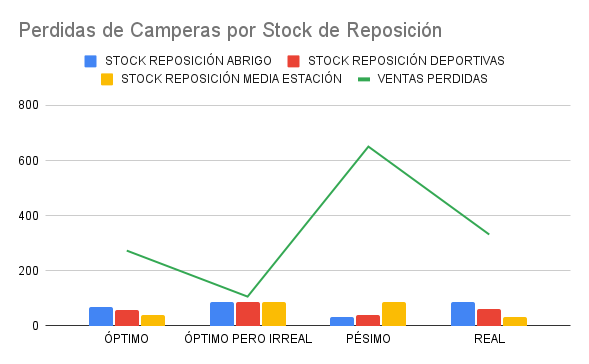 Perdidas de Camperas por Stock de Reposición
STOCK REPOSICIÓN ABRIGO STOCK REPOSICIÓN DEPORTIVAS
STOCK REPOSICIÓN MEDIA ESTACIÓN VENTAS PERDIDAS
800
600
400
200
0
ÓPTIMO ÓPTIMO PERO IRREAL PÉSIMO REAL